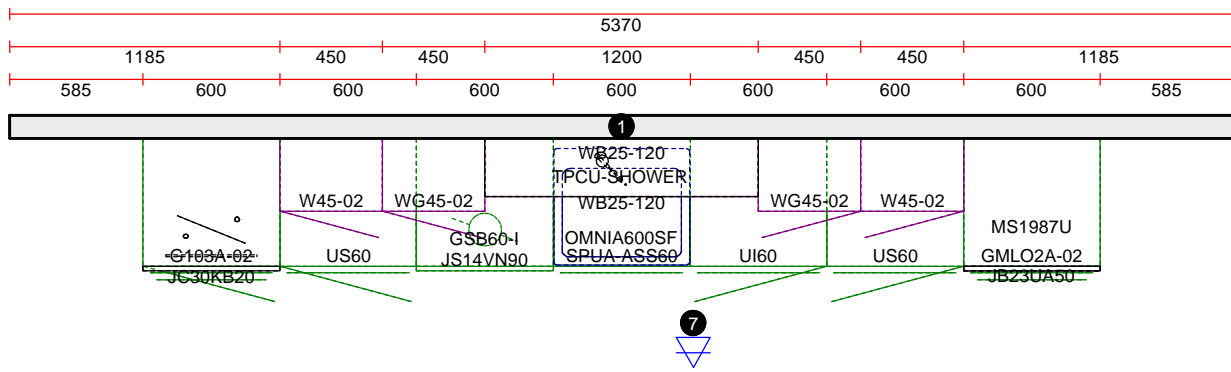 5370
1185 450 450 1200 450 450 1185
585 600 600 600 600 600 600 600 585
1
WB25-120
TPCU-SHOWER
W45-02 WG45-02 WB25-120 WG45-02 W45-02
MS1987U
GSB60-I OMNIA600SF
G103A-02 US60 JS14VN90 SPUA-ASS60 UI60 US60 GMLO2A-02
JC30KB20 JB23UA50
7